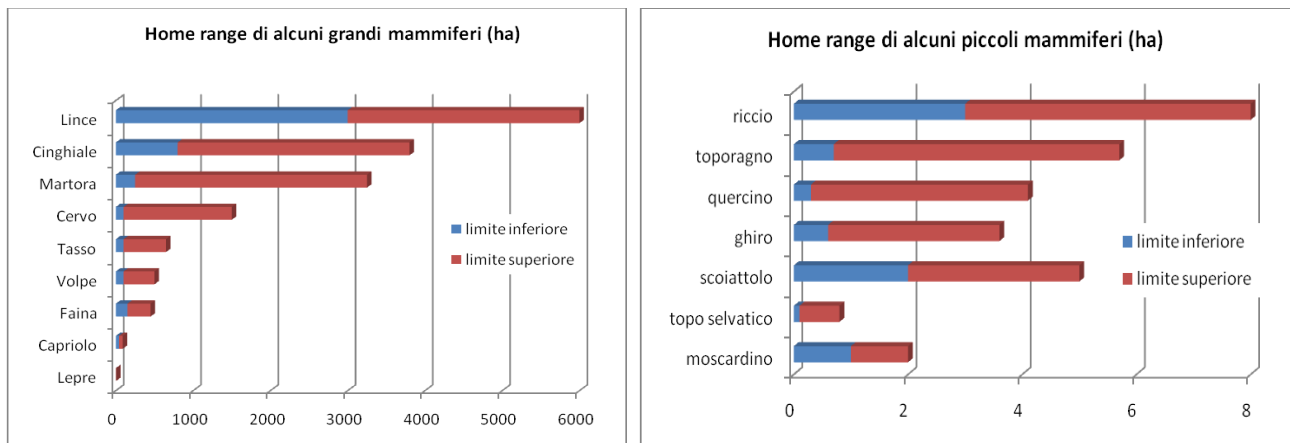 Home range di alcuni grandi mammiferi (ha)
Lince
Cinghiale
Martora
Cervo
Tasso
Volpe
Faina
Capriolo
Lepre
limite inferiore
limite superiore
0 1000 2000 3000 4000 5000 6000
Home range di alcuni piccoli mammiferi (ha)
riccio
toporagno
quercino
ghiro
scoiattolo
topo selvatico
moscardino
limite inferiore
limite superiore
0 2 4 6 8